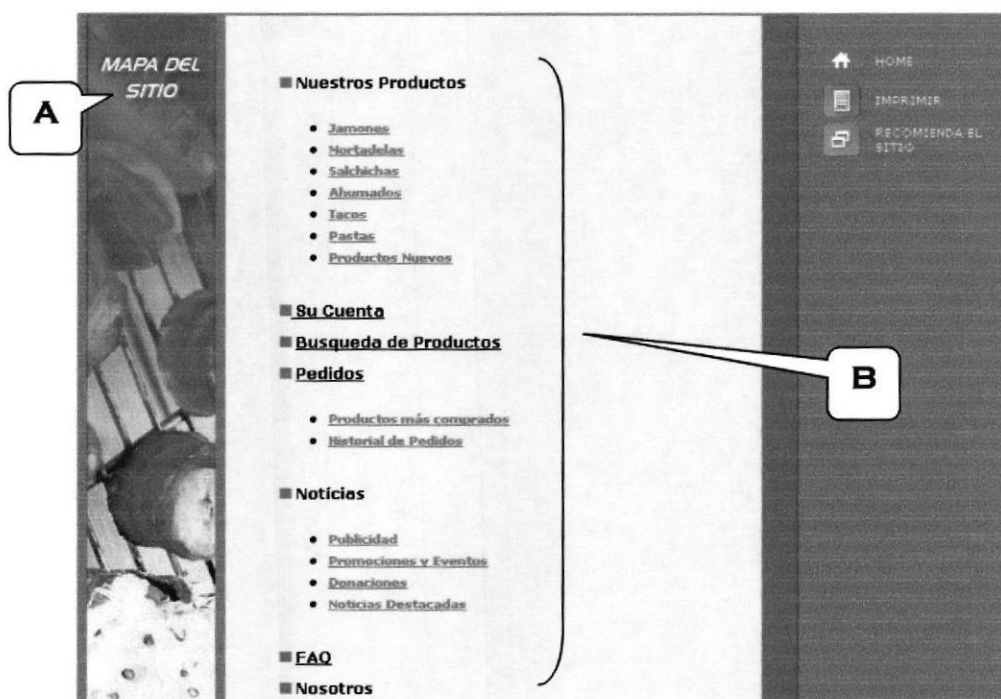 MAPA DEL
SITIO
A
Nuestros Productos
Jamones
Mortadelas
Salchichas
Ahumados
Tacos
Pastas
Productos Nuevos
Su Cuenta
Busqueda de Productos
Pedidos
Productos más comprados
Historial de Pedidos
Notícias
Publicidad
Promociones y Eventos
Donaciones
Noticias Destacadas
FAQ
Nosotros
HOME
IMPRIMIR
RECOMIENDA EL
SITIO
B